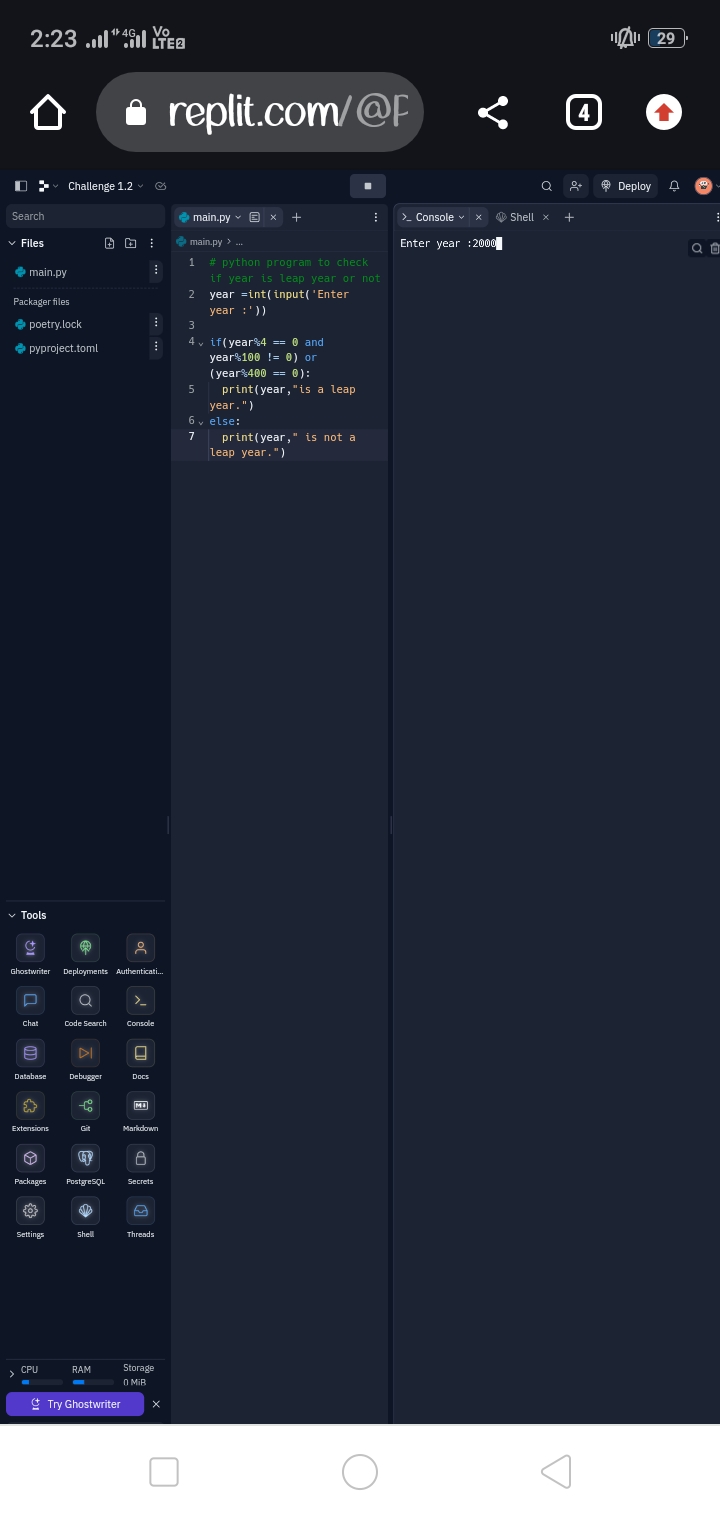 2:23 4G Vo LTE2 29
replit.com/@
4
Challenge 1.2
Deploy
Search
Files
main.py
Packager files
poetry.lock
pyproject.toml
main.py
main.py > ...
1 # python program to check
if year is leap year or not
2 year =int(input('Enter
year :'))
3
4 if(year%4 == 0 and
year%100 != 0) or
(year%400 == 0):
5 print(year,"is a leap
year.")
6 else:
7 print(year," is not a
leap year.")
Console
Shell
Enter year :2000
Tools
Ghostwriter Deployments Authenticati...
Chat Code Search Console
Database Debugger Docs
Extensions Git Markdown
Packages PostgreSQL Secrets
Settings Shell Threads
CPU RAM Storage
0 MiB
Try Ghostwriter